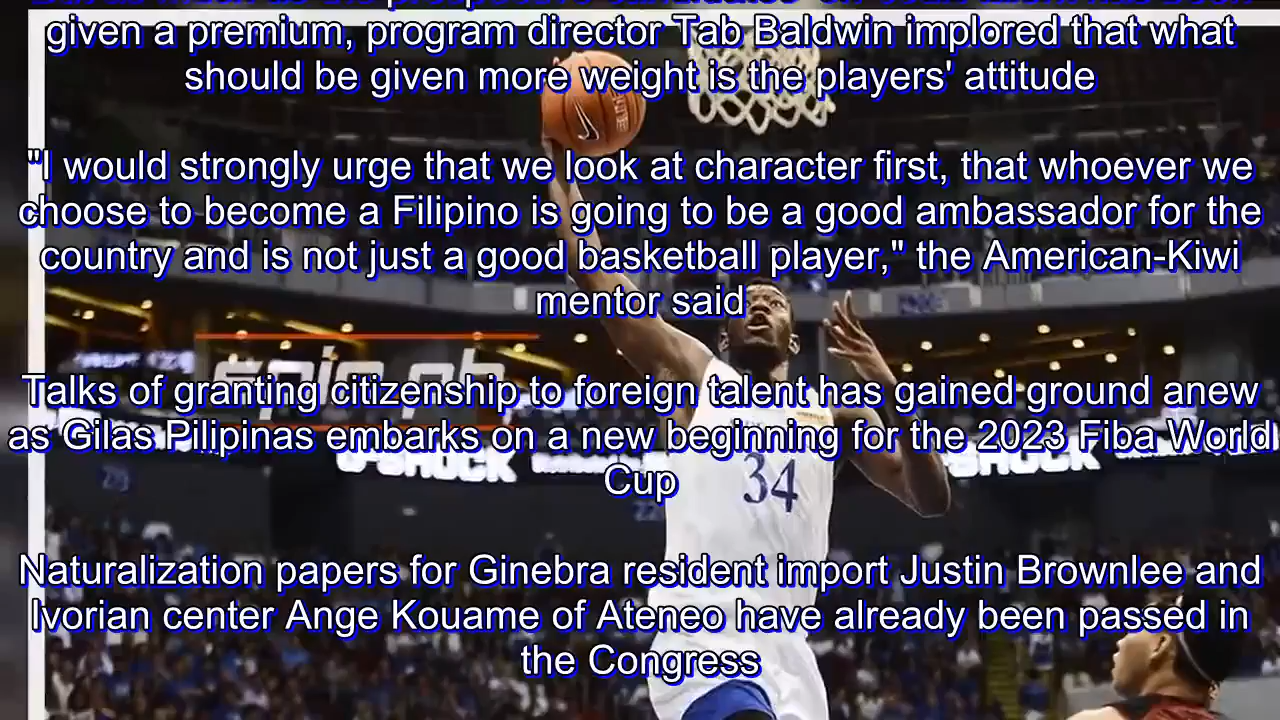 given a premium, program director Tab Baldwin implored that what
should be given more weight is the players' attitude
"I would strongly urge that we look at character first, that whoever we
choose to become a Filipino is going to be a good ambassador for the
country and is not just a good basketball player," the American-Kiwi
mentor said
spin.ph
Talks of granting citizenship to foreign talent has gained ground anew
as Gilas Pilipinas embarks on a new beginning for the 2023 Fiba World
Cup
G-SHOCK
G-SHOCK
34
Naturalization papers for Ginebra resident import Justin Brownlee and
Ivorian center Ange Kouame of Ateneo have already been passed in
the Congress